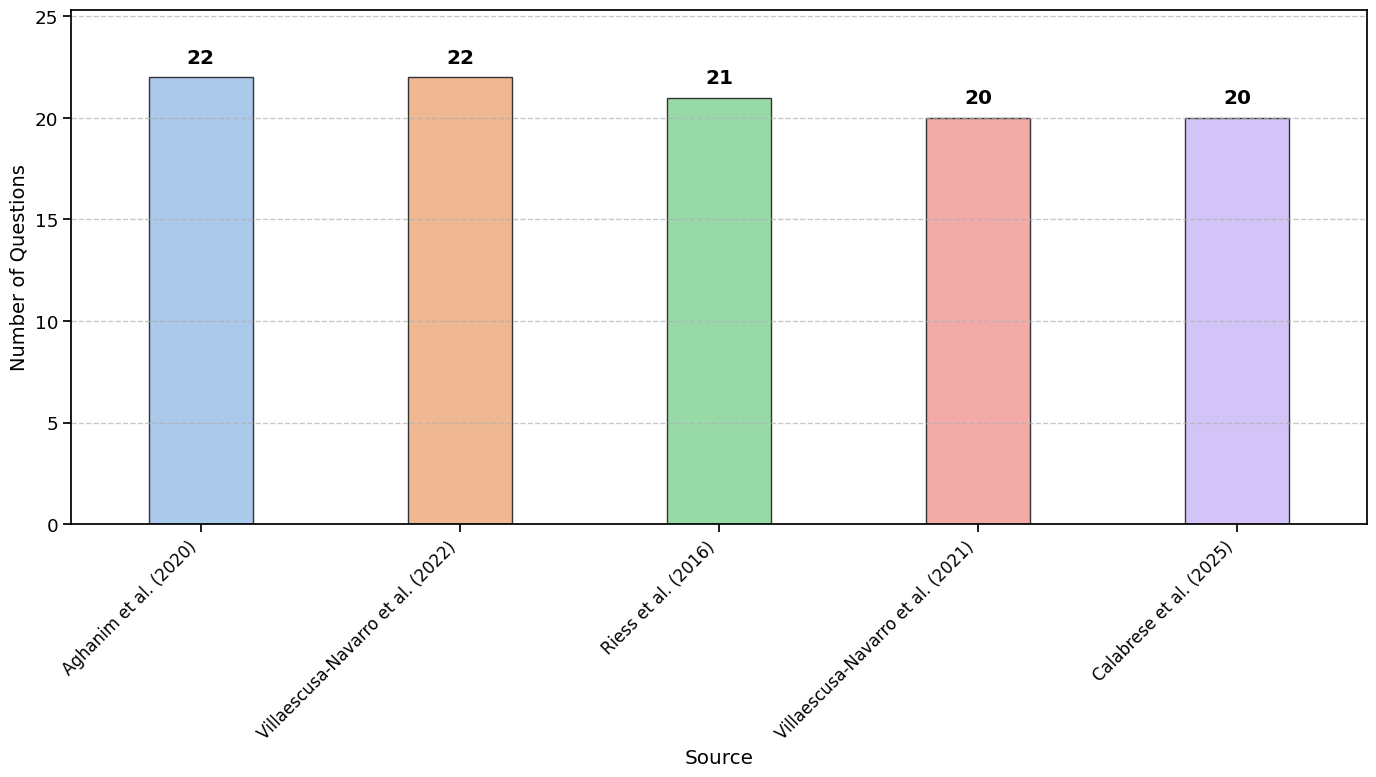 25
20
15
10
5
0
Number of Questions
22
22
21
20
20
Aghanim et al. (2020)
Villaescusa-Navarro et al. (2022)
Riess et al. (2016)
Villaescusa-Navarro et al. (2021)
Calabrese et al. (2025)
Source